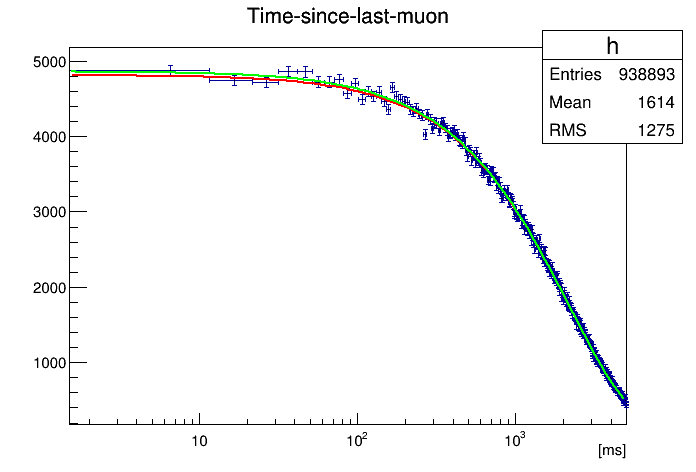 Time-since-last-muon
h
Entries 938893
Mean 1614
RMS 1275
5000
4000
3000
2000
1000
10 10² 10³
[ms]